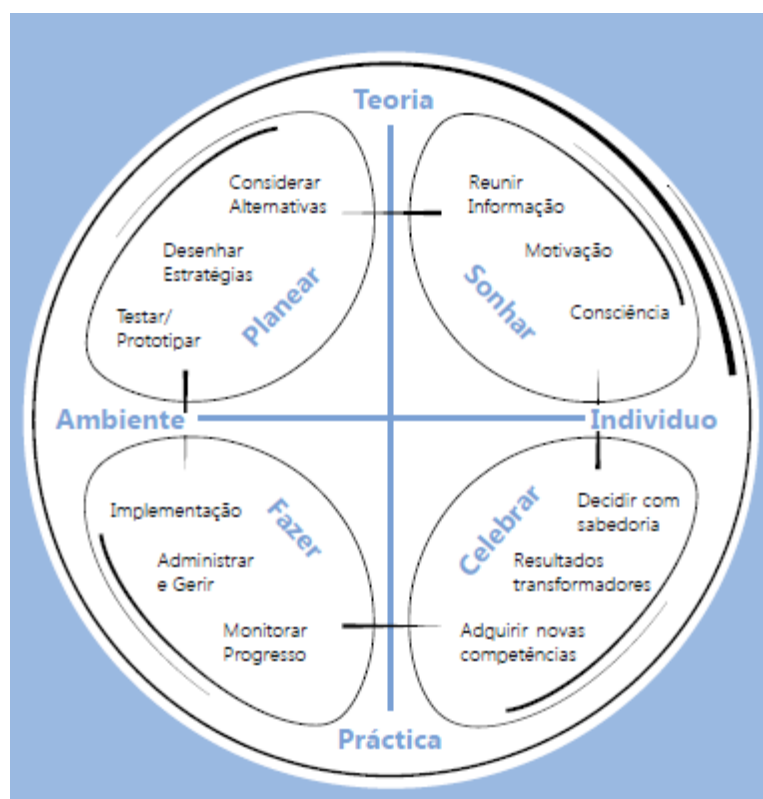 Teoria
Considerar
Alternativas
Desenhar
Estratégias
Testar/
Prototipar
Planear
Reunir
Informação
Motivação
Consciência
Sonhar
Ambiente
Individuo
Implementação
Administrar
e Gerir
Monitorar
Progresso
Fazer
Celebrar
Decidir com
sabedoria
Resultados
transformadores
Adquirir novas
competências
Práctica